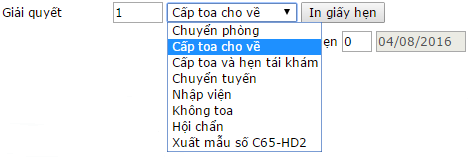 Giải quyết 1 Cấp toa cho về In giấy hẹn
Chuyển phòng
Cấp toa cho về ẹn 0 04/08/2016
Cấp toa và hẹn tái khám
Chuyển tuyến
Nhập viện
Không toa
Hội chẩn
Xuất mẫu số C65-HD2